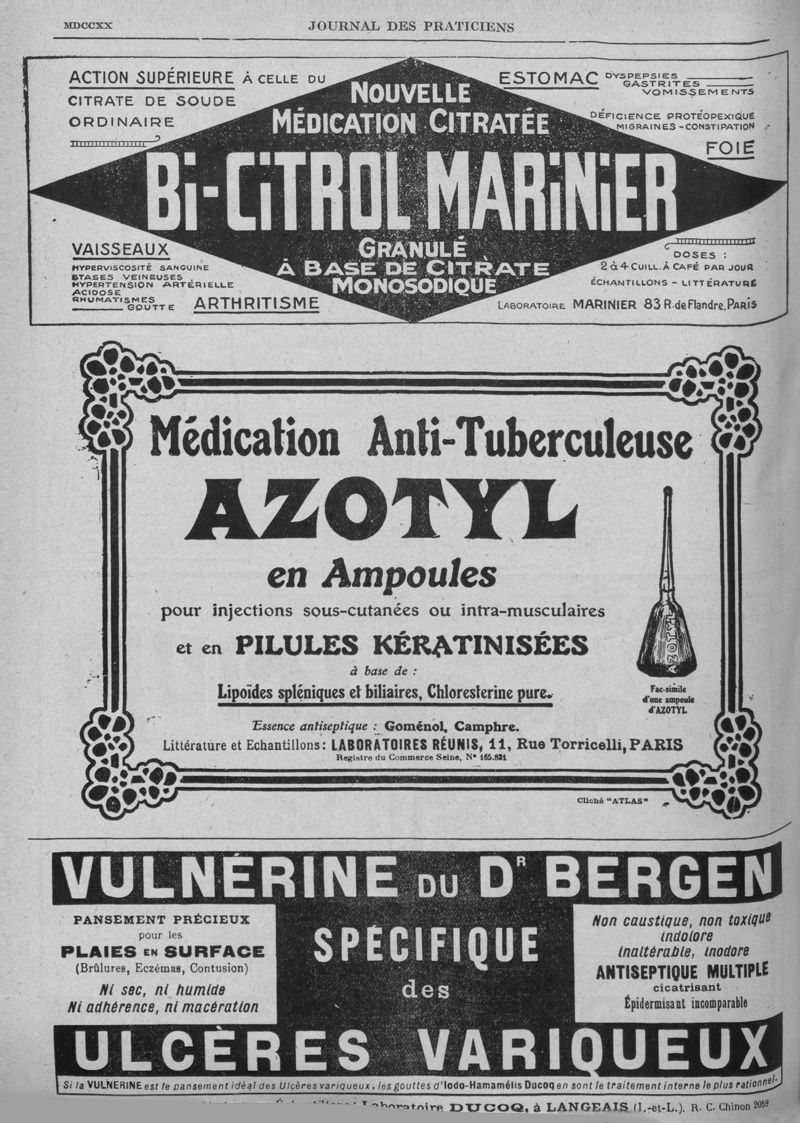 MDCCXX
JOURNAL DES PRATICIENS
ACTION SUPÉRIEURE À CELLE DU
CITRATE DE SOUDE
ORDINAIRE
NOUVELLE
MÉDICATION CITRATÉE
ESTOMAC
DYSPEPSIES
GASTRITES
VOMISSEMENTS
DÉFICIENCE PROTÉOPEXIQUE
MIGRAINES - CONSTIPATION
FOIE
Bi-CiTROL MARiNiER
VAISSEAUX
HYPERVISCOSITÉ SANGUINE
STASES VEINEUSES
HYPERTENSION ARTÉRIELLE
ACIDOSE
RHUMATISMES
GOUTTE
ARTHRITISME
GRANULÉ
À BASE DE CITRATE
MONOSODIQUE
DOSES :
2 à 4 CUILL. À CAFÉ PAR JOUR
ÉCHANTILLONS - LITTÉRATURE
LABORATOIRE MARINIER 83 R. de FLANDRE, PARIS
Médication Anti-Tuberculeuse
AZOTYL
en Ampoules
pour injections sous-cutanées ou intra-musculaires
et en PILULES KÉRATINISÉES
à base de :
Lipoïdes spléniques et biliaires, Chloresterine pure.
AZOTYL
Fac-simile
d'une ampoule
d'AZOTYL
Essence antiseptique : Goménol, Camphre.
Littérature et Echantillons : LABORATOIRES RÉUNIS, 11, Rue Torricelli, PARIS
Registre du Commerce Seine, N° 165.831
Cliché "ATLAS"
VULNÉRINE DU DR BERGEN
PANSEMENT PRÉCIEUX
pour les
PLAIES EN SURFACE
(Brûlures, Eczémas, Contusion)
Ni sec, ni humide
Ni adhérence, ni macération
SPÉCIFIQUE
des
Non caustique, non toxique
indolore
inaltérable, inodore
ANTISEPTIQUE MULTIPLE
cicatrisant
Épidermisant incomparable
ULCÈRES VARIQUEUX
Si la VULNERINE est le pansement idéal des Ulcères variqueux, les gouttes d'Iodo-Hamamélis Ducoq en sont le traitement interne le plus rationnel.
Laboratoire DUCOQ, à LANGEAIS (I.-et-L.). R. C. Chinon 2059